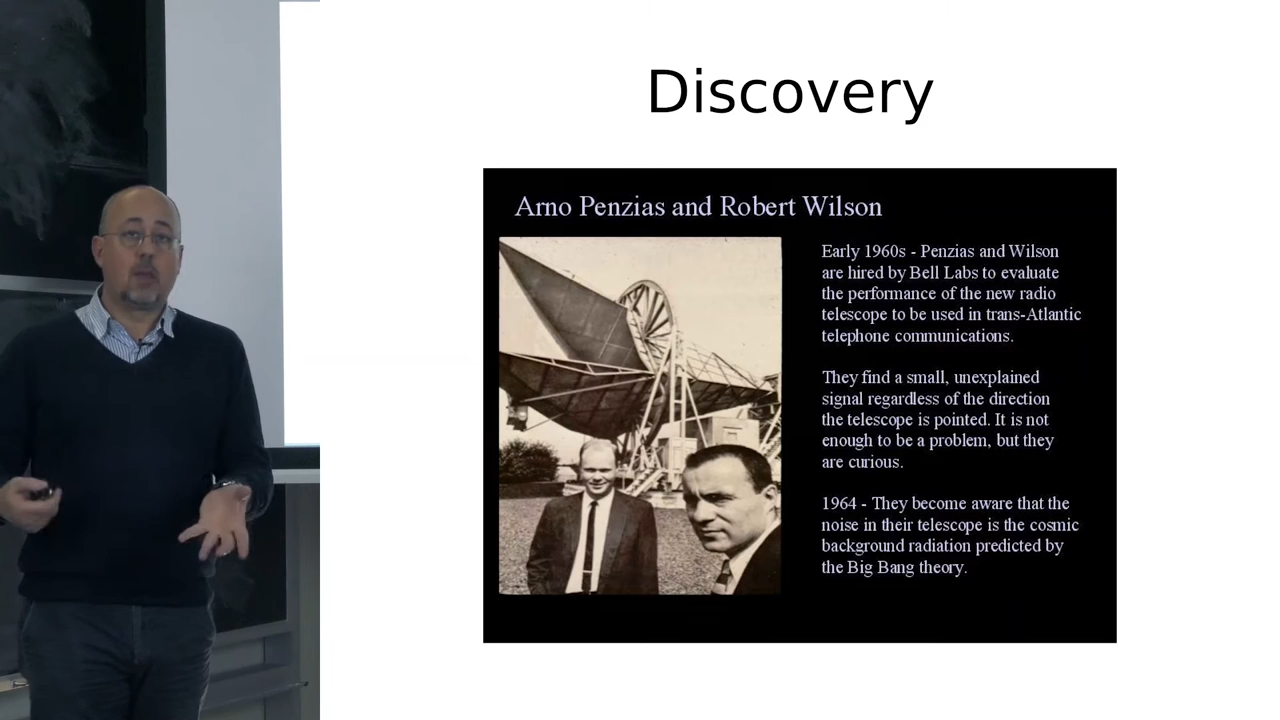 Discovery
Arno Penzias and Robert Wilson
Early 1960s - Penzias and Wilson
are hired by Bell Labs to evaluate
the performance of the new radio
telescope to be used in trans-Atlantic
telephone communications.
They find a small, unexplained
signal regardless of the direction
the telescope is pointed. It is not
enough to be a problem, but they
are curious.
1964 - They become aware that the
noise in their telescope is the cosmic
background radiation predicted by
the Big Bang theory.